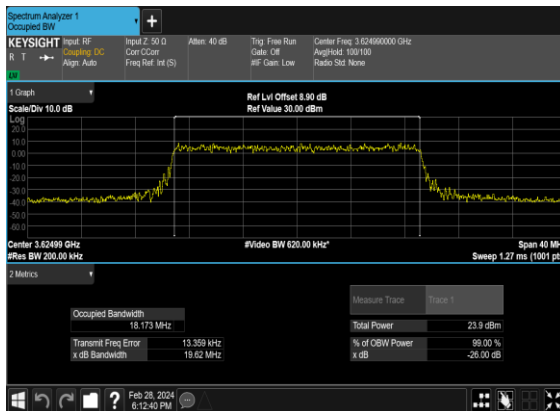 Spectrum Analyzer 1
Occupied BW
+
KEYSIGHT Input: RF Input Z: 50 Ω Atten: 40 dB Trig: Free Run Center Freq: 3.624990000 GHz
R T Coupling: DC Corr CCorr Gate: Off Avg|Hold: 100/100
Align: Auto Freq Ref: Int (S) #IF Gain: Low Radio Std: None
1 Graph
Ref Lvl Offset 8.90 dB
Scale/Div 10.0 dB Ref Value 30.00 dBm
Log
20.0
10.0
0.00
-10.0
-20.0
-30.0
-40.0
-50.0
-60.0
Center 3.62499 GHz #Video BW 620.00 kHz* Span 40 MH
#Res BW 200.00 kHz Sweep 1.27 ms (1001 pts
2 Metrics
Measure Trace Trace 1
Occupied Bandwidth
18.173 MHz Total Power 23.9 dBm
Transmit Freq Error 13.359 kHz % of OBW Power 99.00 %
x dB Bandwidth 19.62 MHz x dB -26.00 dB
? Feb 28, 2024
6:12:40 PM